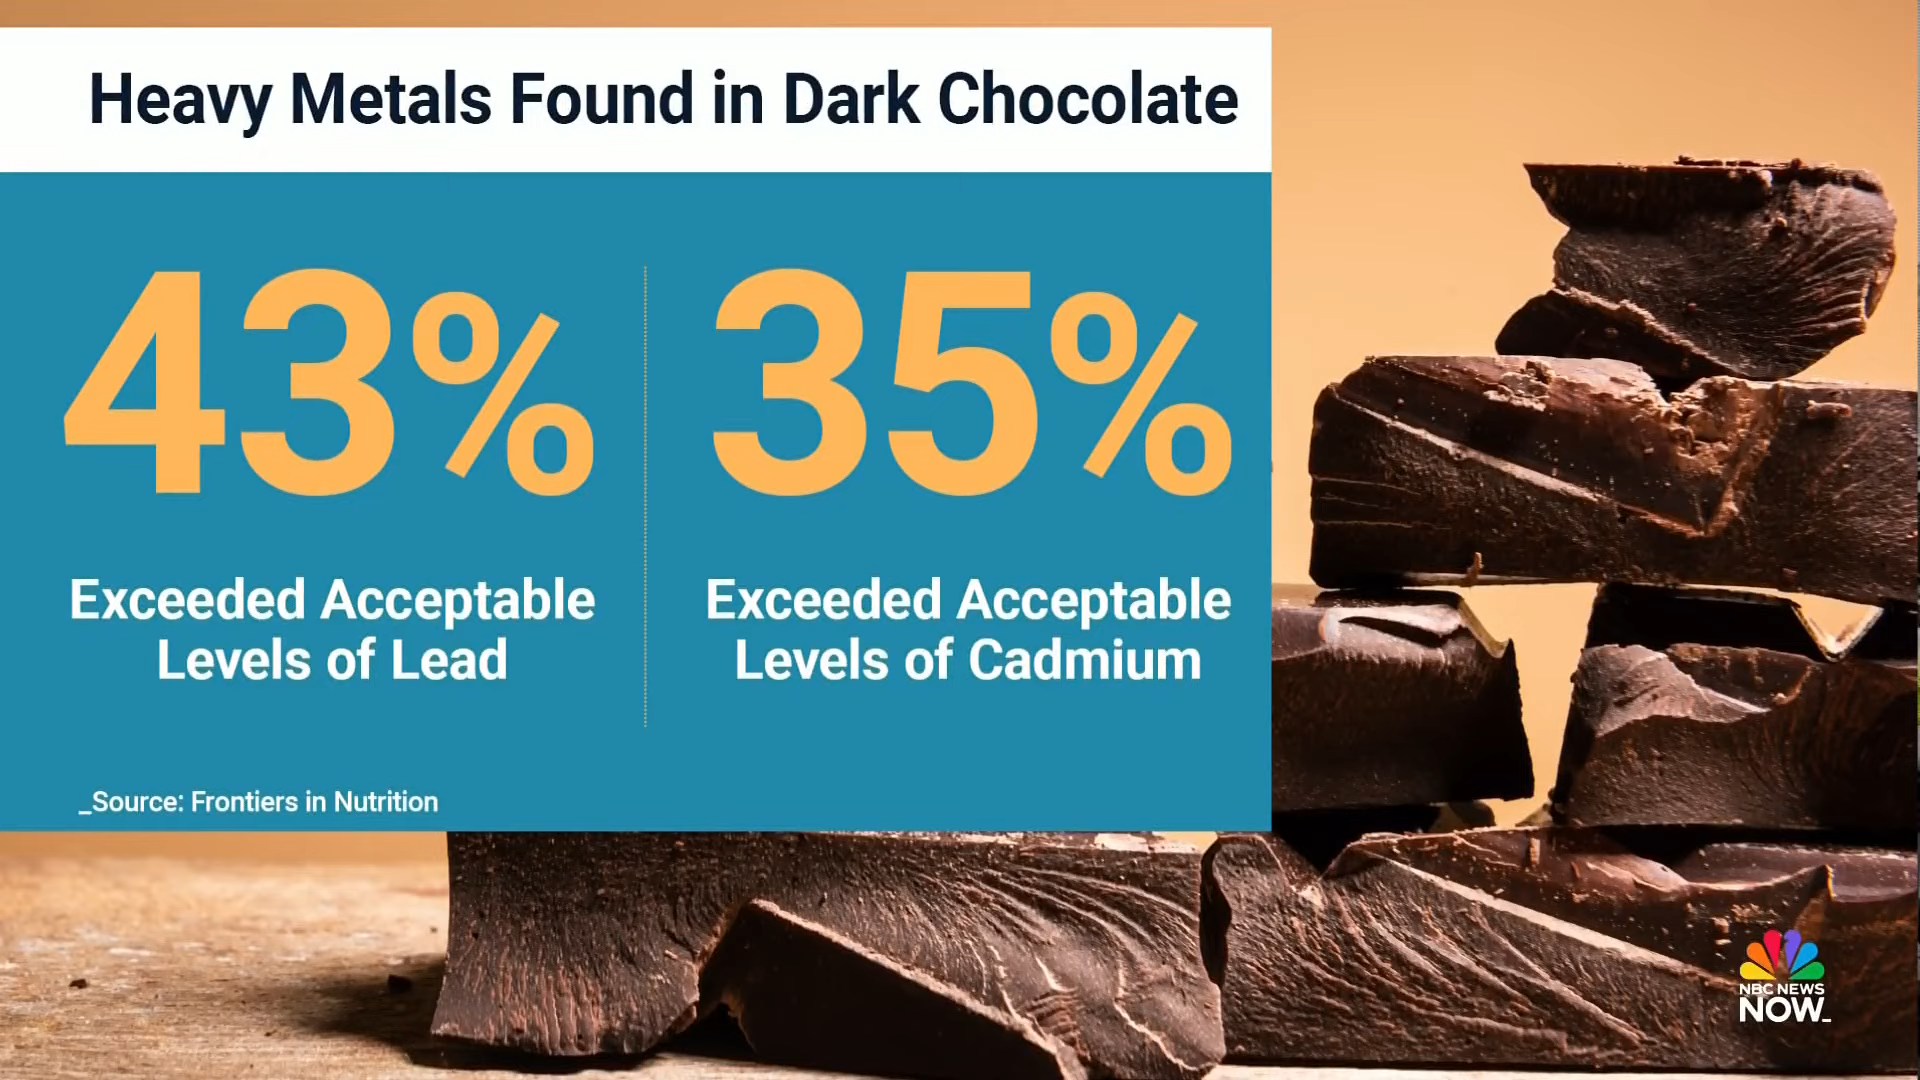 Heavy Metals Found in Dark Chocolate
43%
Exceeded Acceptable
Levels of Lead
35%
Exceeded Acceptable
Levels of Cadmium
_Source: Frontiers in Nutrition
NBC NEWS
NOW_